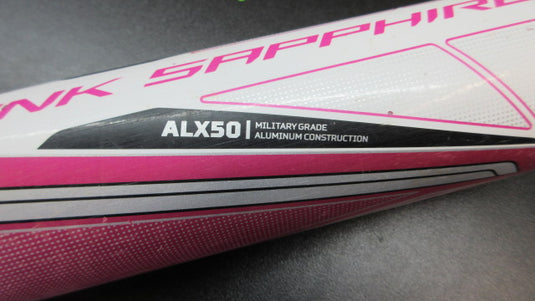 NK SAPPHIRE
ALX50 | MILITARY GRADE
ALUMINUM CONSTRUCTION